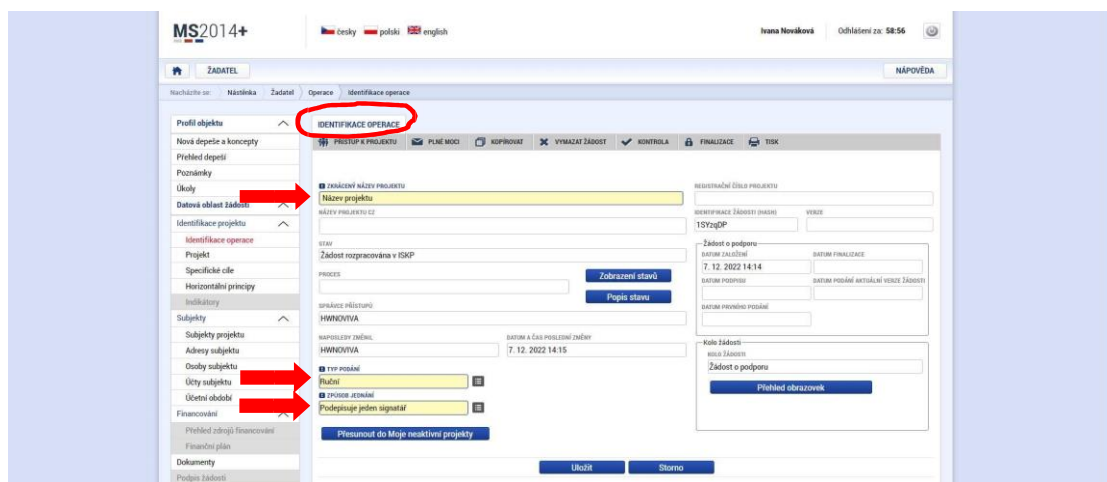 MS2014+
česky polski english
Ivana Nováková Odhlášení za: 58:56
ŽADATEL NÁPOVĚDA
Nacházíte se: Nástěnka Žadatel Operace Identifikace operace
Profil objektu
Nová depeše a koncepty
Přehled depeší
Poznámky
Úkoly
Datová oblast žádosti
Identifikace projektu
Identifikace operace
Projekt
Specifické cíle
Horizontální principy
Indikátory
Subjekty
Subjekty projektu
Adresy subjektu
Osoby subjektu
Účty subjektu
Účetní období
Financování
Přehled zdrojů financování
Finanční plán
Dokumenty
Podpis žádosti
IDENTIFIKACE OPERACE
PŘÍSTUP K PROJEKTU PLNÉ MOCI KOPÍROVAT VYMAZAT ŽÁDOST KONTROLA FINALIZACE TISK
ZKRÁCENÝ NÁZEV PROJEKTU
Název projektu
NÁZEV PROJEKTU CZ
STAV
Žádost rozpracována v ISKP
PROCES
Zobrazení stavů
Popis stavu
SPRÁVCE PŘÍSTUPŮ
HWNOVIVA
NAPOSLEDY ZMĚNIL DATUM A ČAS POSLEDNÍ ZMĚNY
HWNOVIVA 7. 12. 2022 14:15
TYP PODÁNÍ
Ruční
ZPŮSOB JEDNÁNÍ
Podepisuje jeden signatář
Přesunout do Moje neaktivní projekty
REGISTRAČNÍ ČÍSLO PROJEKTU
IDENTIFIKACE ŽÁDOSTI (HASH) VERZE
1SYzqDP
Žádost o podporu
DATUM ZALOŽENÍ DATUM FINALIZACE
7. 12. 2022 14:14
DATUM PODPISU DATUM PODÁNÍ AKTUÁLNÍ VERZE ŽÁDOSTI
DATUM PRVNÍHO PODÁNÍ
Kolo žádosti
KOLO ŽÁDOSTI
Žádost o podporu
Přehled obrazovek
Uložit Storno